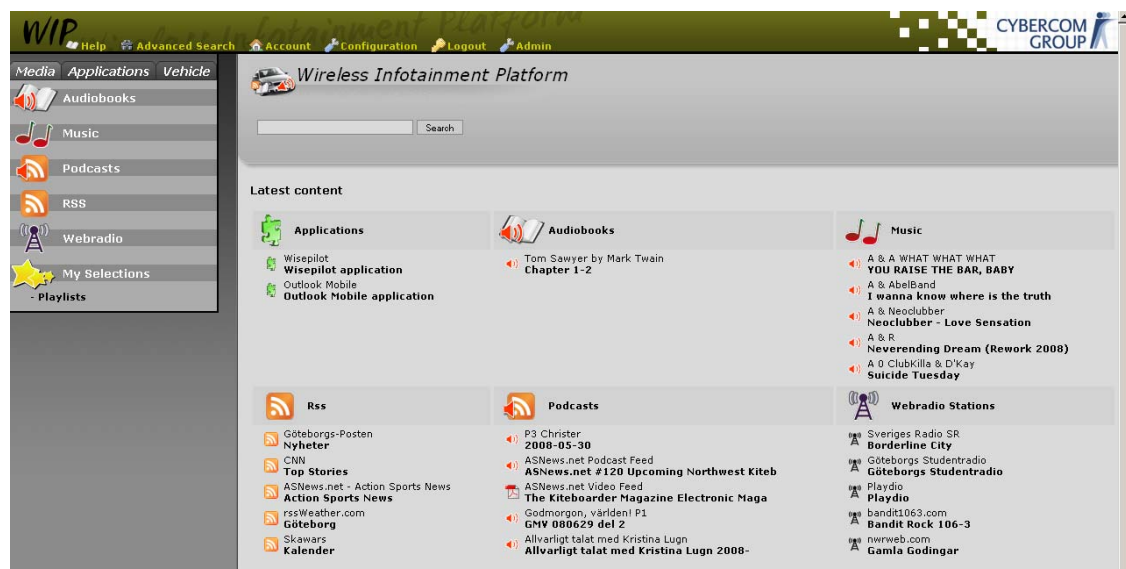 WIP
Wireless Infotainment Platform
Help
Advanced Search
Account
Configuration
Logout
Admin
CYBERCOM
GROUP
Media
Applications
Vehicle
Audiobooks
Music
Podcasts
RSS
Webradio
My Selections
- Playlists
Wireless Infotainment Platform
Search
Latest content
Applications
Wisepilot
Wisepilot application
Outlook Mobile
Outlook Mobile application
Audiobooks
Tom Sawyer by Mark Twain
Chapter 1-2
Music
A & A WHAT WHAT WHAT
YOU RAISE THE BAR, BABY
A & AbelBand
I wanna know where is the truth
A & Neoclubber
Neoclubber - Love Sensation
A & R
Neverending Dream (Rework 2008)
A 0 ClubKilla & D'Kay
Suicide Tuesday
Rss
Göteborgs-Posten
Nyheter
CNN
Top Stories
ASNews.net - Action Sports News
Action Sports News
rssWeather.com
Göteborg
Skawars
Kalender
Podcasts
P3 Christer
2008-05-30
ASNews.net Podcast Feed
ASNews.net #120 Upcoming Northwest Kiteb
ASNews.net Video Feed
The Kiteboarder Magazine Electronic Maga
Godmorgon, världen! P1
GMV 080629 del 2
Allvarligt talat med Kristina Lugn
Allvarligt talat med Kristina Lugn 2008-
Webradio Stations
Sveriges Radio SR
Borderline City
Göteborgs Studentradio
Göteborgs Studentradio
Playdio
Playdio
bandit1063.com
Bandit Rock 106-3
nwrweb.com
Gamla Godingar